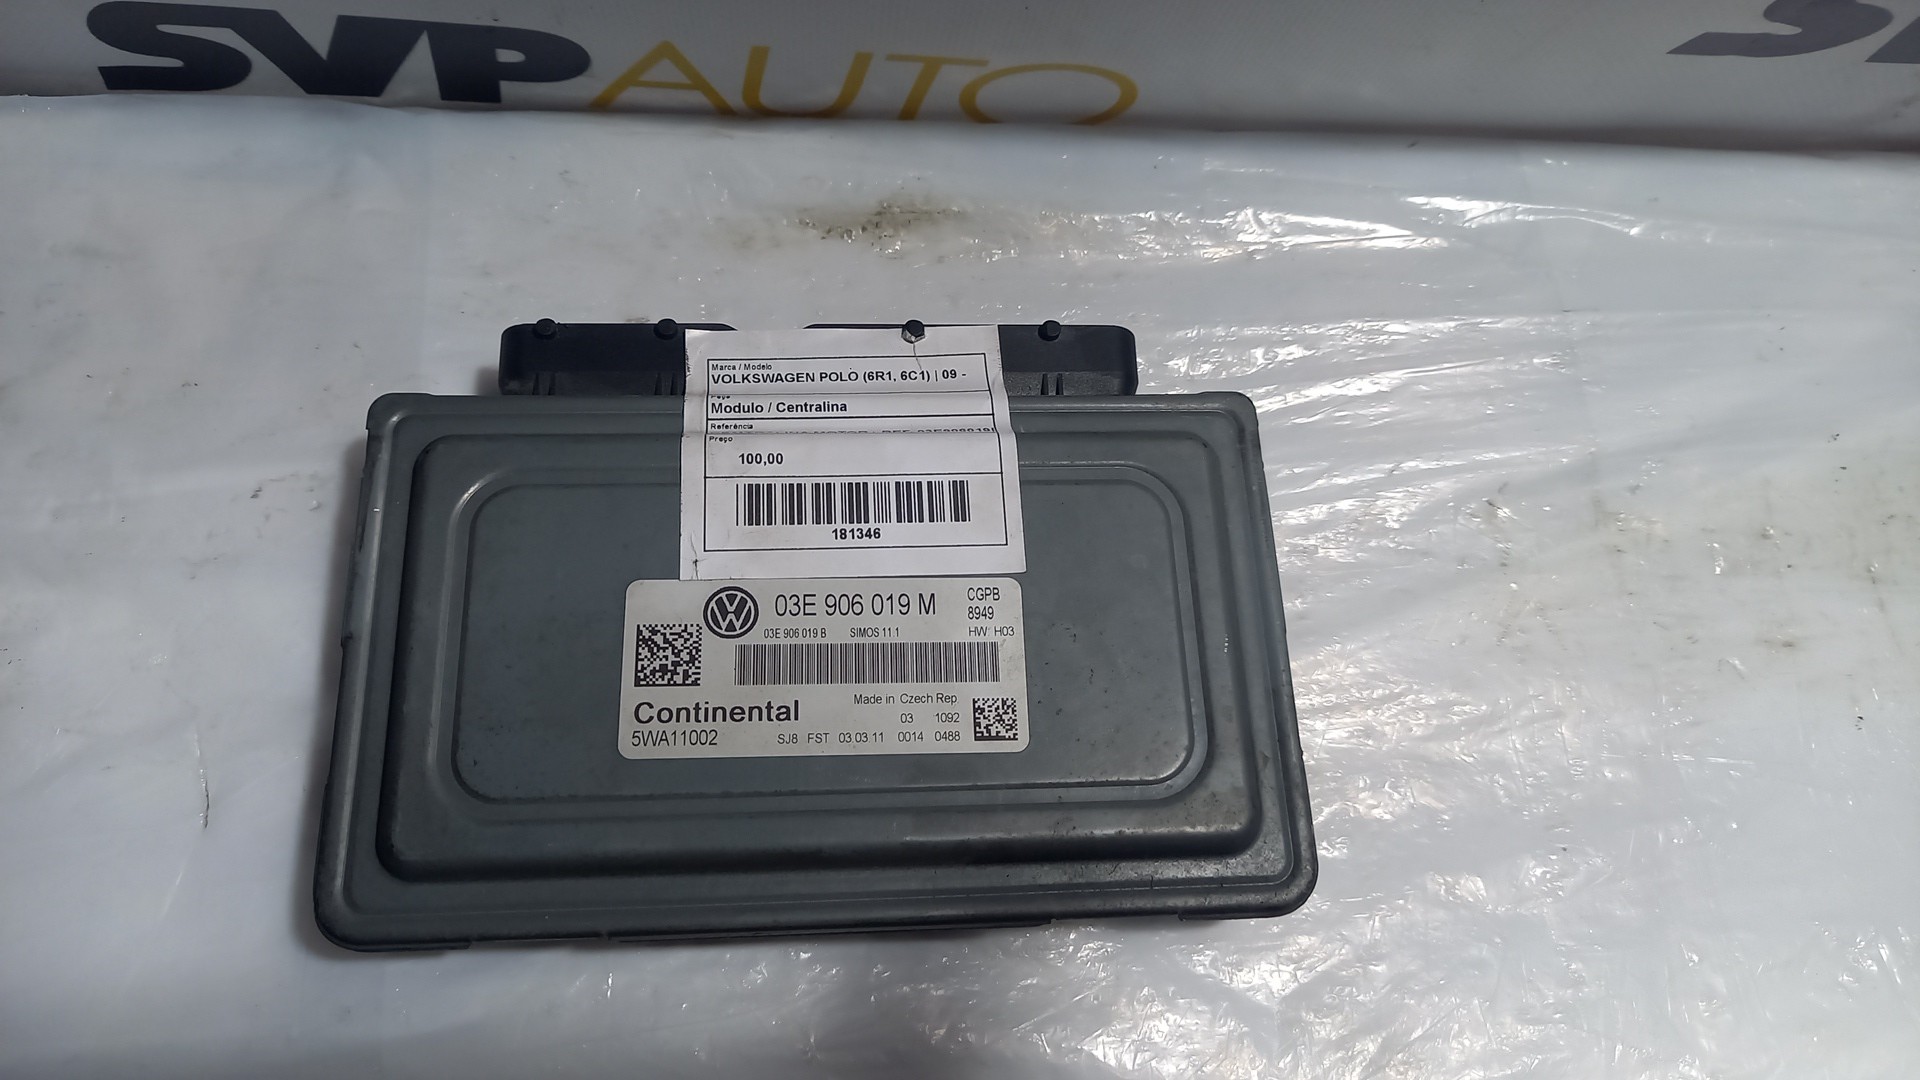 SVP AUTO
Marca / Modelo
VOLKSWAGEN POLO (6R1, 6C1) | 09 -
Peça
Modulo / Centralina
Referência
Preço
100,00
181346
03E 906 019 M
CGPB
8949
03E 906 019 B SIMOS 11.1 HW: H03
Made in Czech Rep.
Continental
03 1092
5WA11002 SJ8 FST 03.03.11 0014 0488